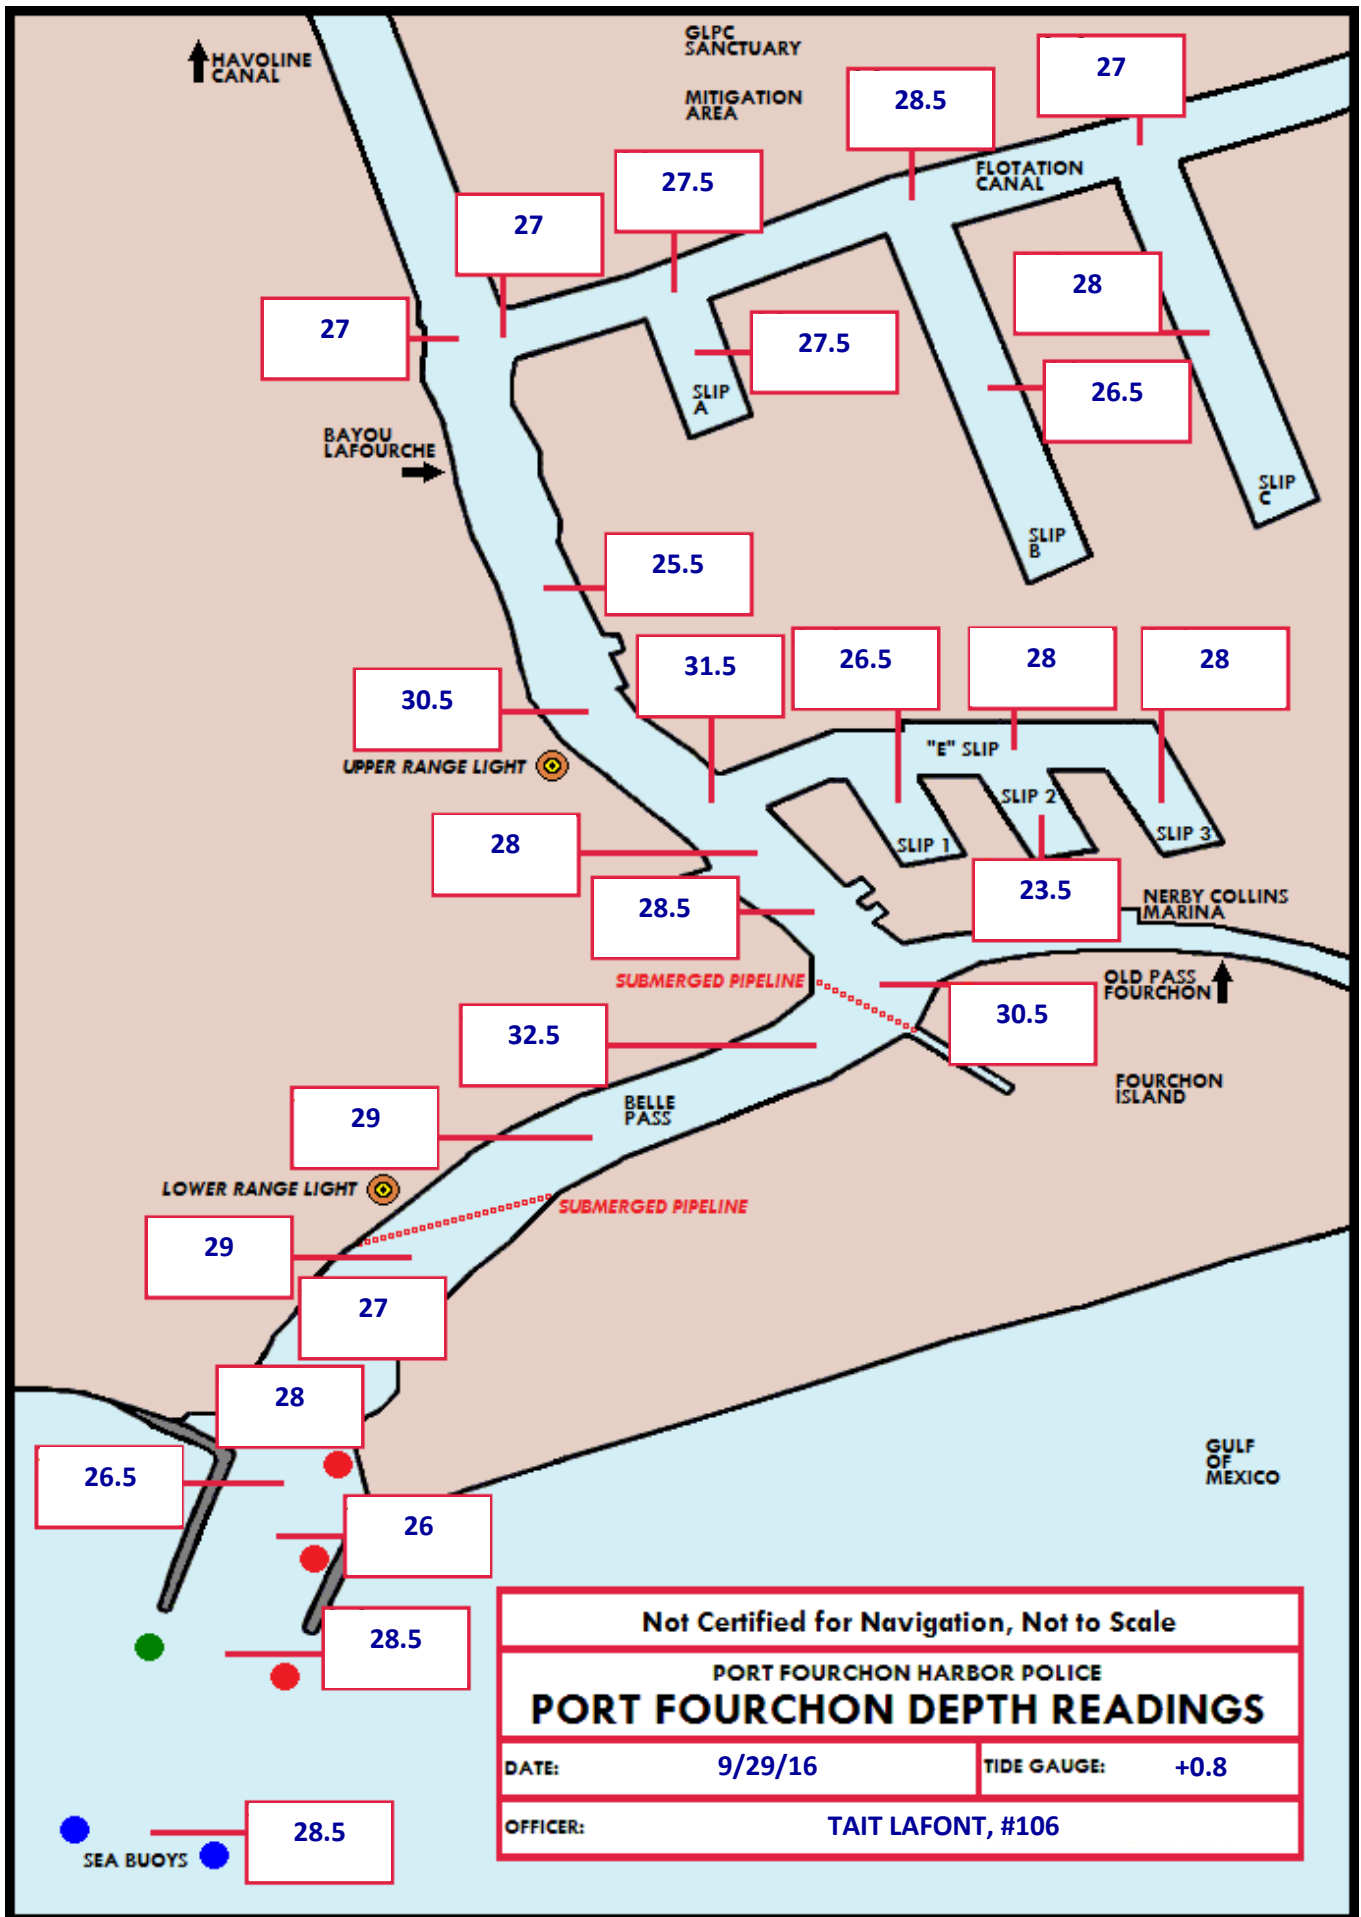 GLPC
SANCTUARY
HAVOLINE
CANAL
27
MITIGATION
AREA
28.5
FLOTATION
CANAL
27.5
27
28
27
27.5
SLIP
A
26.5
BAYOU
LAFOURCHE
SLIP
C
SLIP
B
25.5
31.5
26.5
28
28
30.5
"E" SLIP
UPPER RANGE LIGHT
SLIP 2
SLIP 1
SLIP 3
28
23.5
NERBY COLLINS
MARINA
28.5
SUBMERGED PIPELINE
OLD PASS
FOURCHON
30.5
32.5
FOURCHON
ISLAND
BELLE
PASS
29
LOWER RANGE LIGHT
SUBMERGED PIPELINE
29
27
28
GULF
OF
MEXICO
26.5
26
28.5
Not Certified for Navigation, Not to Scale
PORT FOURCHON HARBOR POLICE
PORT FOURCHON DEPTH READINGS
DATE: 9/29/16 TIDE GAUGE: +0.8
OFFICER: TAIT LAFONT, #106
28.5
SEA BUOYS